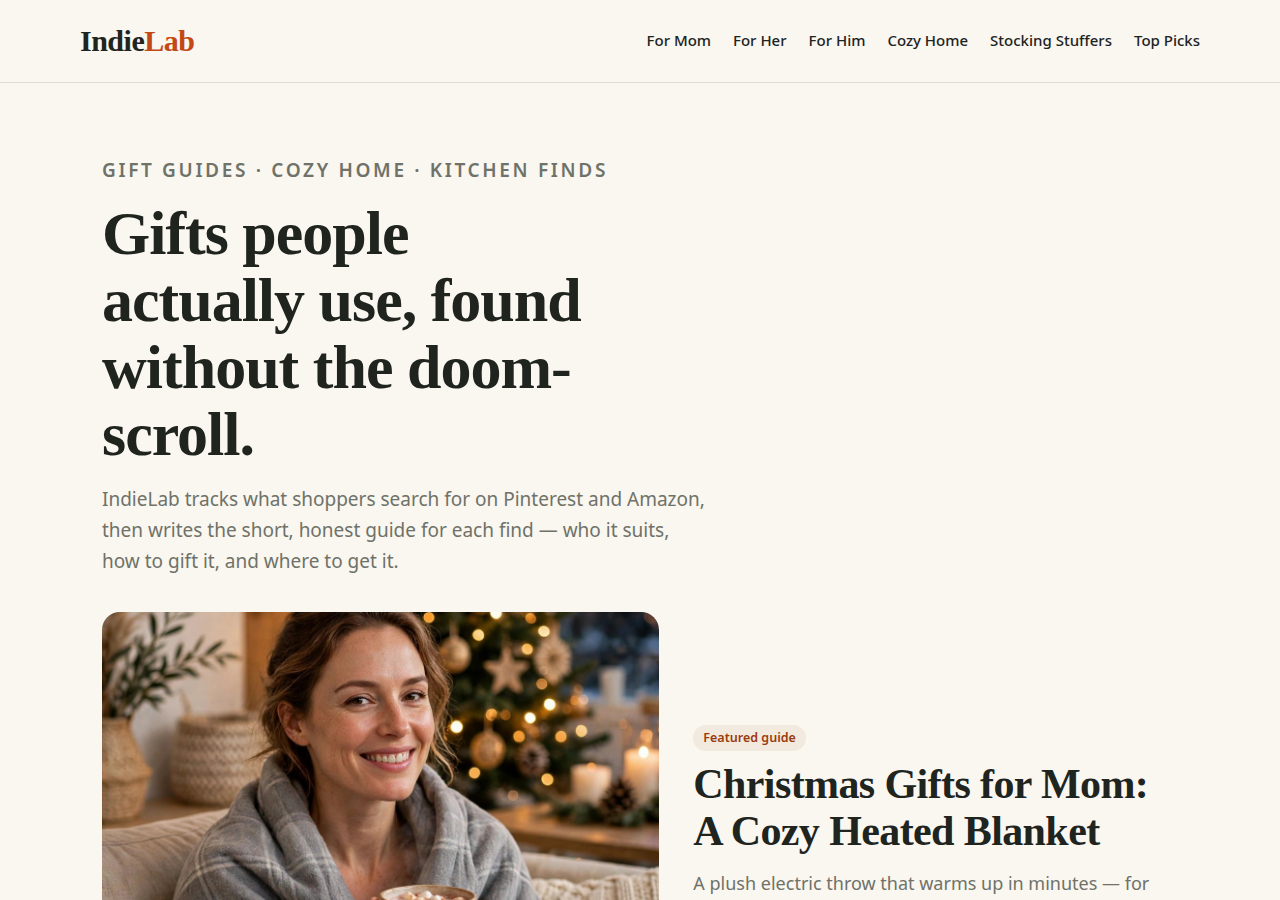 IndieLab
For Mom For Her For Him Cozy Home Stocking Stuffers Top Picks
GIFT GUIDES · COZY HOME · KITCHEN FINDS
Gifts people
actually use, found
without the doom-
scroll.
IndieLab tracks what shoppers search for on Pinterest and Amazon,
then writes the short, honest guide for each find — who it suits,
how to gift it, and where to get it.
Featured guide
Christmas Gifts for Mom:
A Cozy Heated Blanket
A plush electric throw that warms up in minutes — for